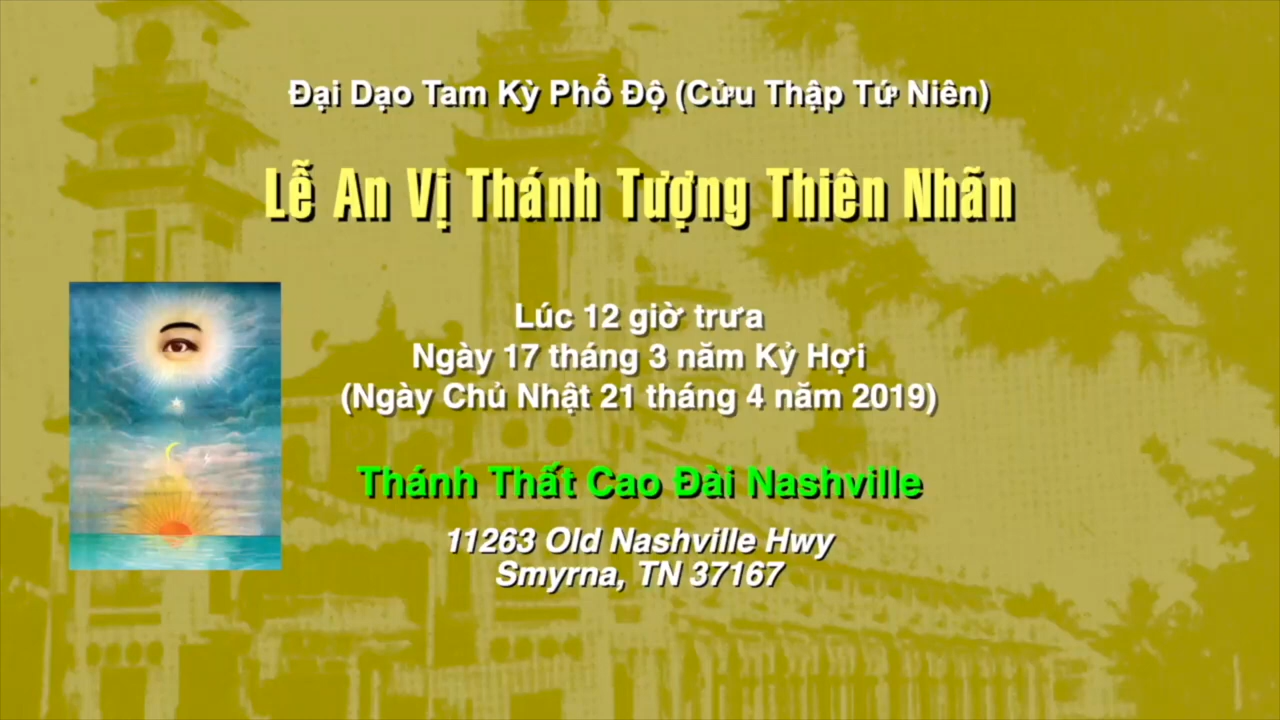 Đại Dạo Tam Kỳ Phổ Độ (Cửu Thập Tứ Niên)
Lễ An Vị Thánh Tượng Thiên Nhãn
Lúc 12 giờ trưa
Ngày 17 tháng 3 năm Kỷ Hợi
(Ngày Chủ Nhật 21 tháng 4 năm 2019)
Thánh Thất Cao Đài Nashville
11263 Old Nashville Hwy
Smyrna, TN 37167